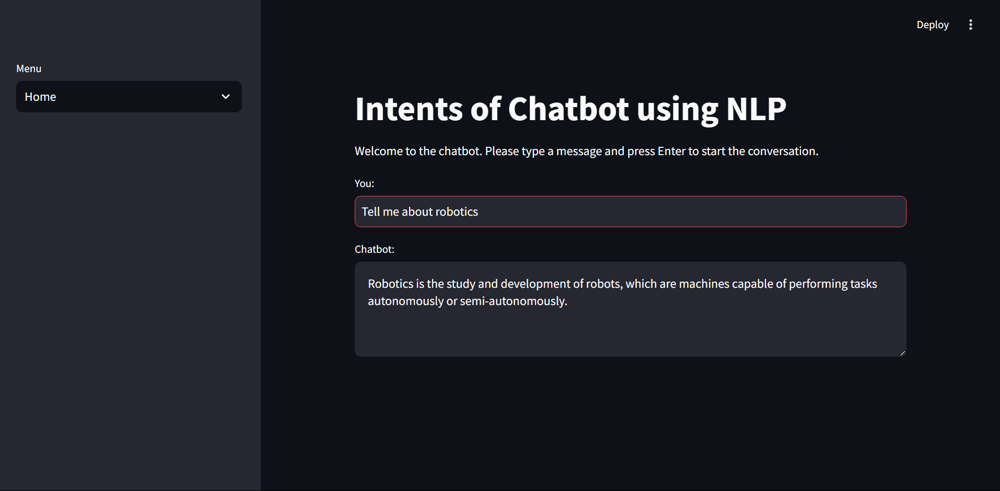 Deploy
Menu
Home
Intents of Chatbot using NLP
Welcome to the chatbot. Please type a message and press Enter to start the conversation.
You:
Tell me about robotics
Chatbot:
Robotics is the study and development of robots, which are machines capable of performing tasks
autonomously or semi-autonomously.